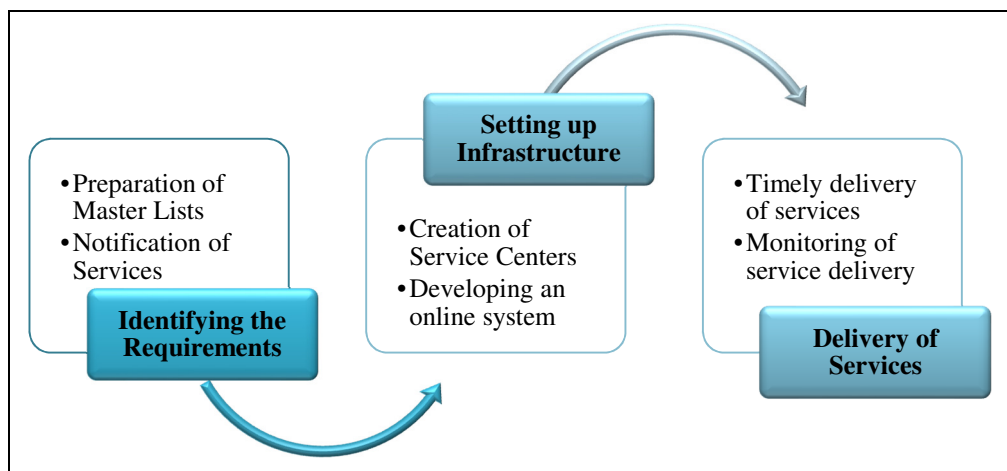 •Preparation of
Master Lists
•Notification of
Services
Identifying the
Requirements
Setting up
Infrastructure
•Creation of
Service Centers
•Developing an
online system
•Timely delivery
of services
•Monitoring of
service delivery
Delivery of
Services